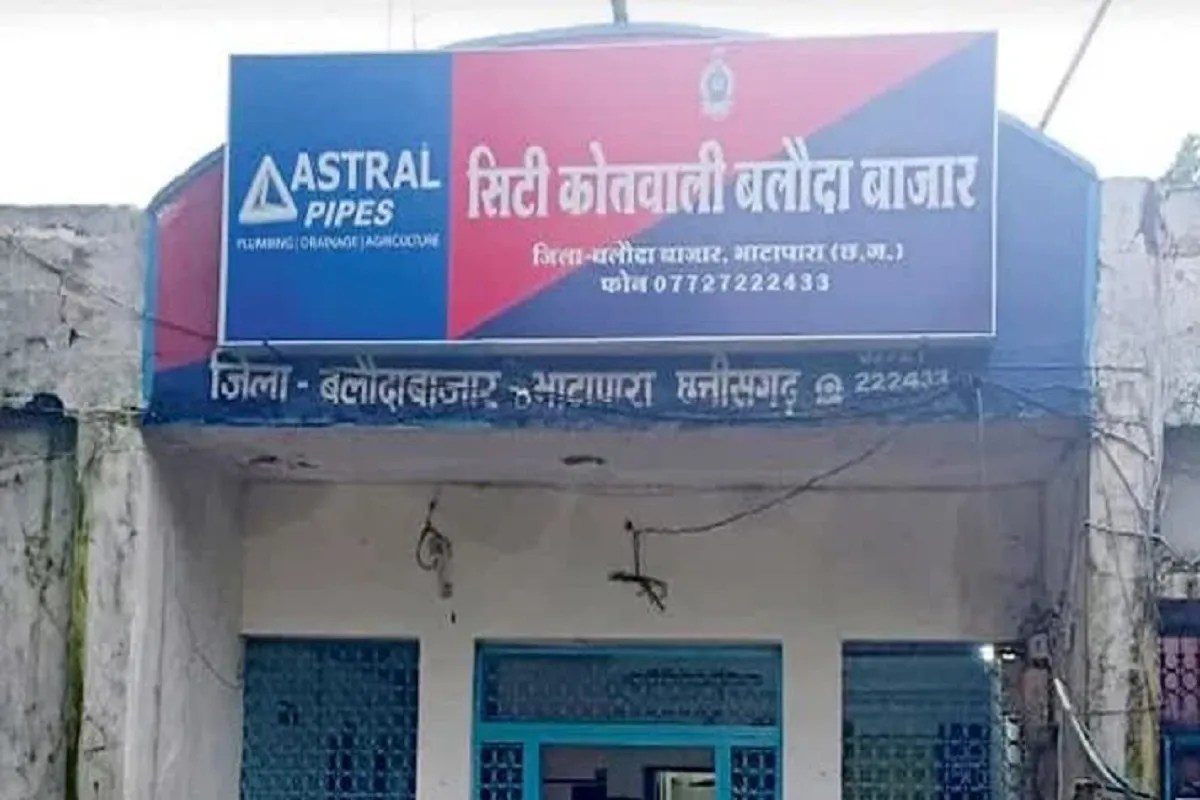 ASTRAL
PIPES
PLUMBING | DRAINAGE | AGRICULTURE
सिटी कोतवाली बलौदा बाजार
जिला-बलौदा बाजार, भाटापारा (छ.ग.)
फोन 07727222433
जिला - बलौदाबाजार - भाटापारा छत्तीसगढ़ ☎ 222433